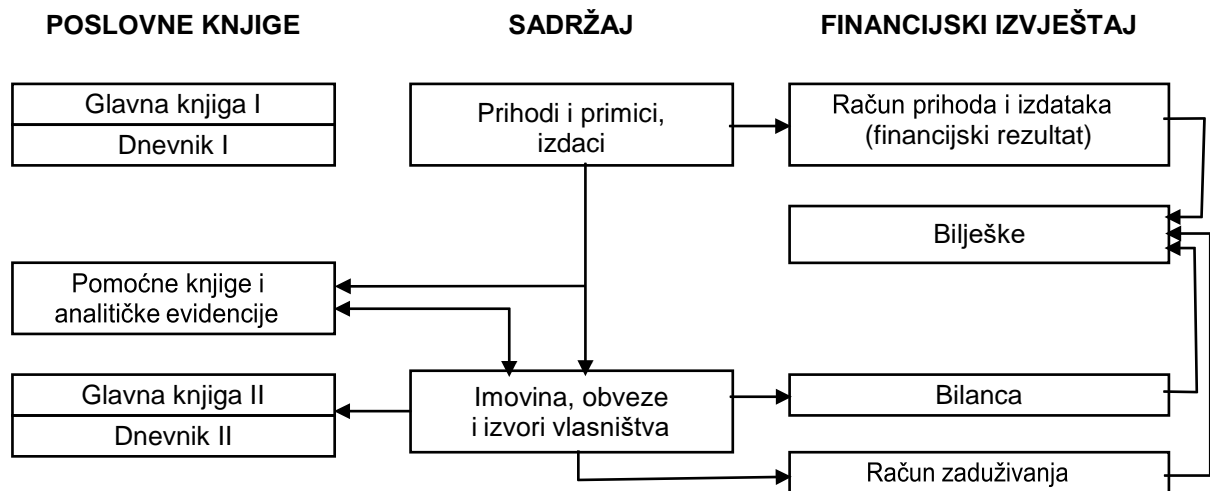 POSLOVNE KNJIGE
SADRŽAJ
FINANCIJSKI IZVJEŠTAJ
Glavna knjiga I
Dnevnik I
Prihodi i primici,
izdaci
Račun prihoda i izdataka
(financijski rezultat)
Bilješke
Pomoćne knjige i
analitičke evidencije
Glavna knjiga II
Dnevnik II
Imovina, obveze
i izvori vlasništva
Bilanca
Račun zaduživanja